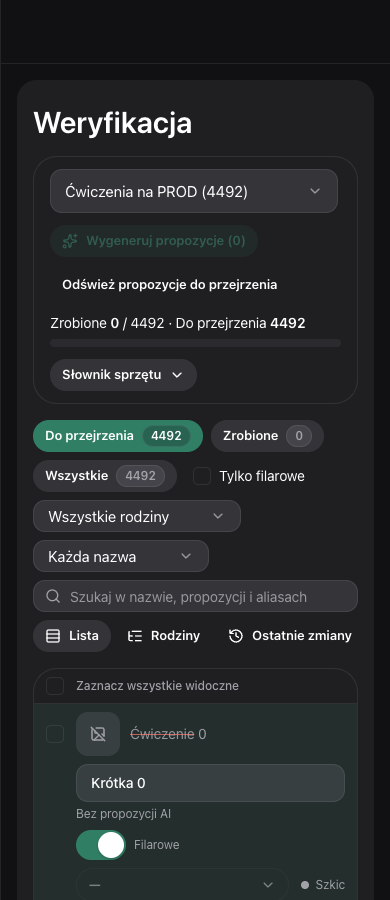 Weryfikacja
Ćwiczenia na PROD (4492)
Wygeneruj propozycje (0)
Odśwież propozycje do przejrzenia
Zrobione 0 / 4492 · Do przejrzenia 4492
Słownik sprzętu
Do przejrzenia 4492 Zrobione 0
Wszystkie 4492 Tylko filarowe
Wszystkie rodziny
Każda nazwa
Szukaj w nazwie, propozycji i aliasach
Lista Rodziny Ostatnie zmiany
Zaznacz wszystkie widoczne
Ćwiczenie 0
Krótka 0
Bez propozycji AI
Filarowe
— Szkic